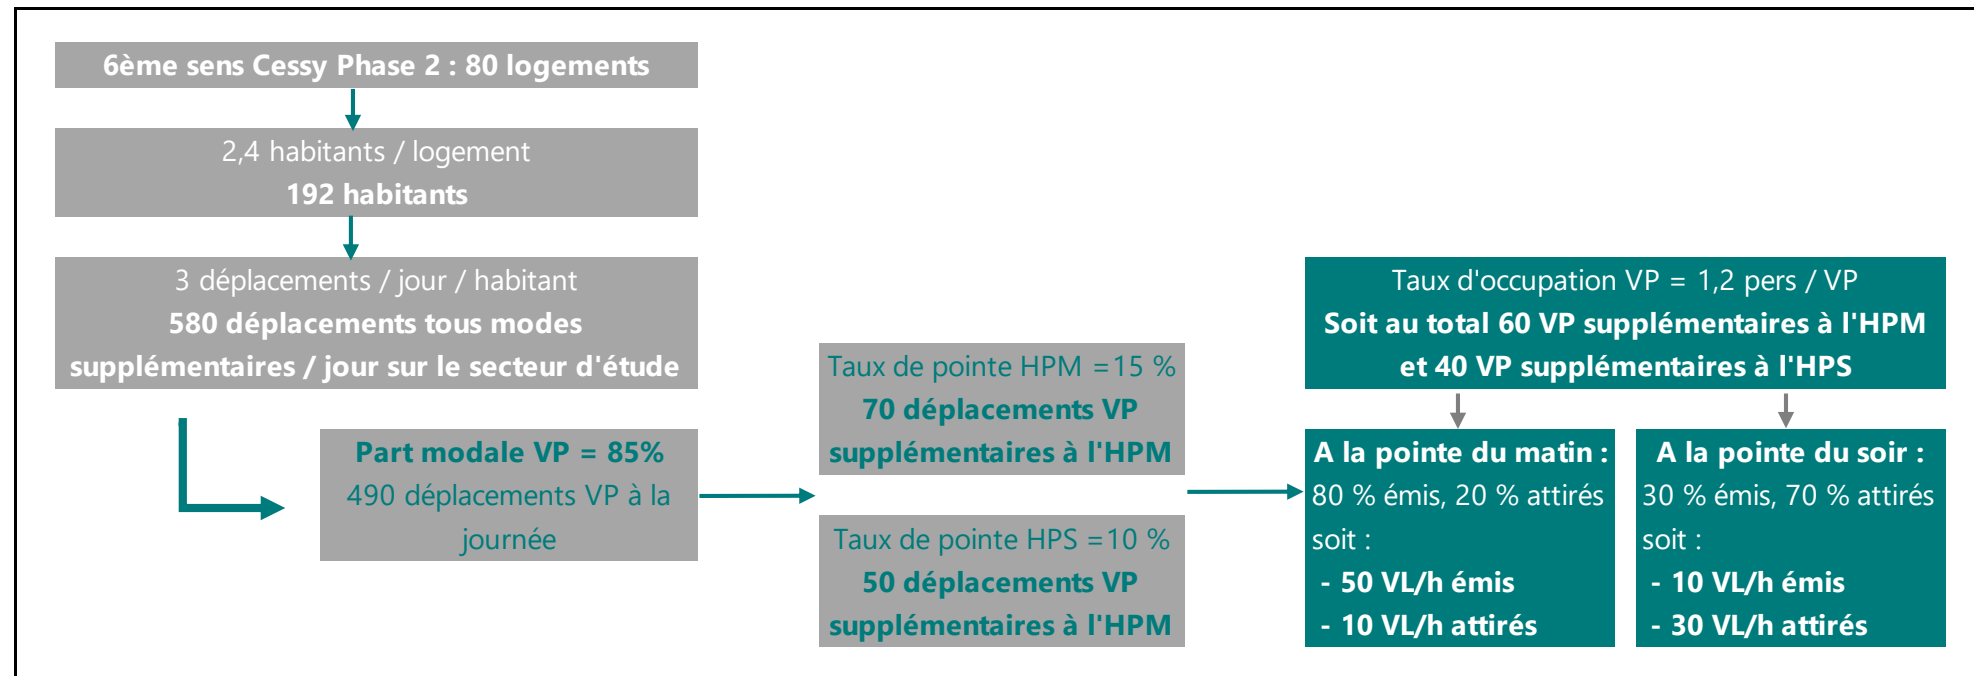 6ème sens Cessy Phase 2 : 80 logements
2,4 habitants / logement
192 habitants
3 déplacements / jour / habitant
580 déplacements tous modes
supplémentaires / jour sur le secteur d'étude
Part modale VP = 85%
490 déplacements VP à la
journée
Taux de pointe HPM =15 %
70 déplacements VP
supplémentaires à l'HPM
Taux de pointe HPS =10 %
50 déplacements VP
supplémentaires à l'HPM
Taux d'occupation VP = 1,2 pers / VP
Soit au total 60 VP supplémentaires à l'HPM
et 40 VP supplémentaires à l'HPS
A la pointe du matin :
80 % émis, 20 % attirés
soit :
- 50 VL/h émis
- 10 VL/h attirés
A la pointe du soir :
30 % émis, 70 % attirés
soit :
- 10 VL/h émis
- 30 VL/h attirés